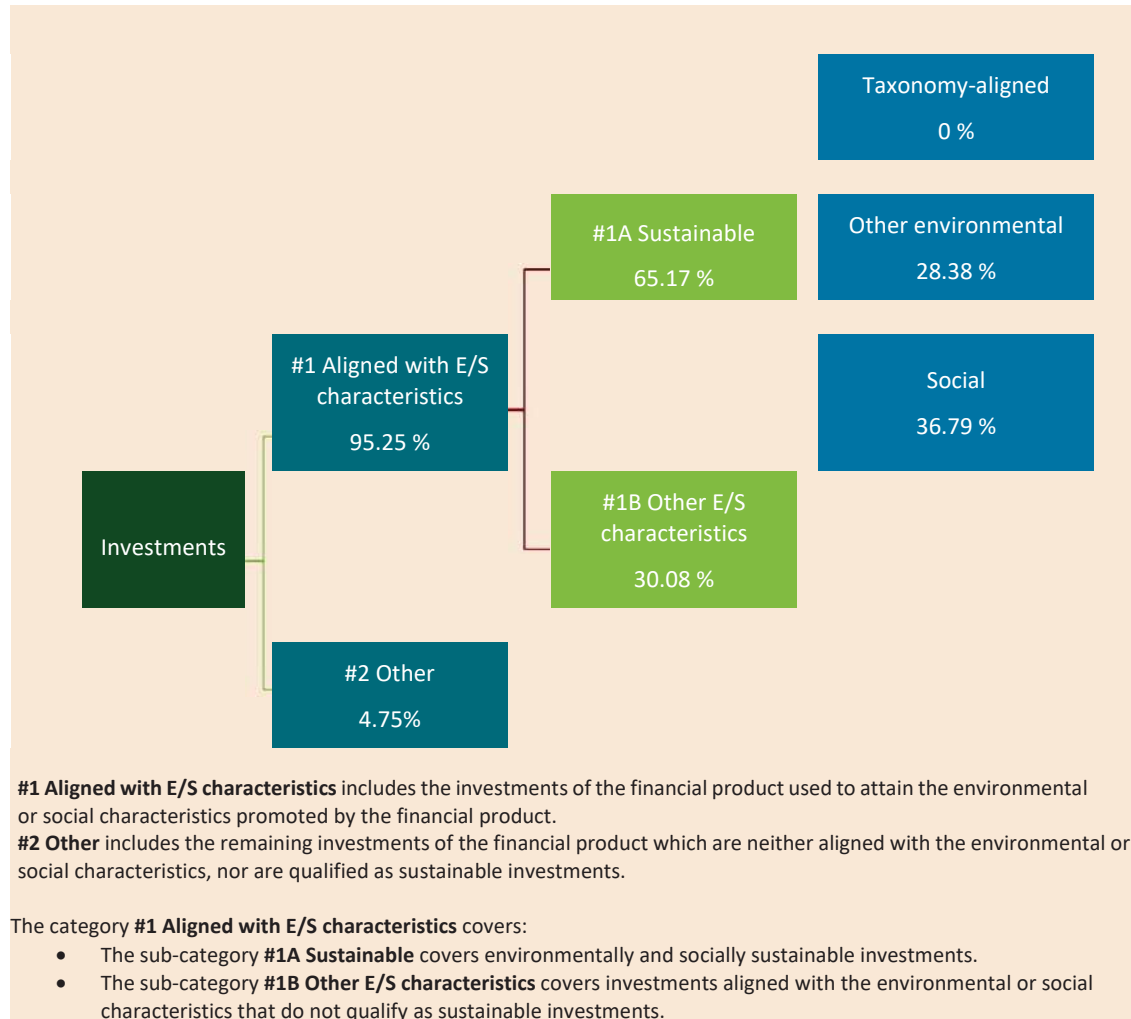 Taxonomy-aligned
0 %
#1A Sustainable
65.17 %
Other environmental
28.38 %
#1 Aligned with E/S
characteristics
95.25 %
Social
36.79 %
Investments
#1B Other E/S
characteristics
30.08 %
#2 Other
4.75%
#1 Aligned with E/S characteristics includes the investments of the financial product used to attain the environmental
or social characteristics promoted by the financial product.
#2 Other includes the remaining investments of the financial product which are neither aligned with the environmental or
social characteristics, nor are qualified as sustainable investments.
The category #1 Aligned with E/S characteristics covers:
• The sub-category #1A Sustainable covers environmentally and socially sustainable investments.
• The sub-category #1B Other E/S characteristics covers investments aligned with the environmental or social
characteristics that do not qualify as sustainable investments.